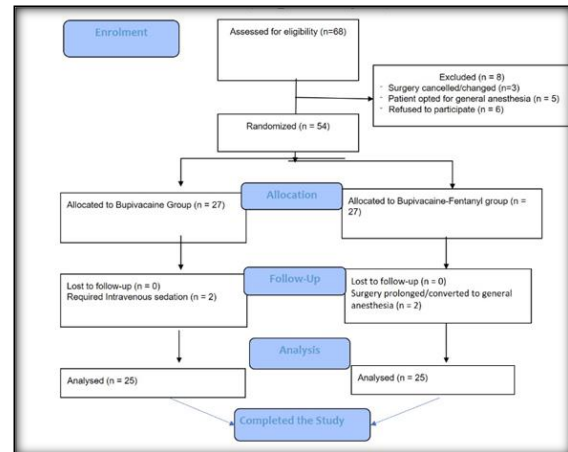 Enrolment
Assessed for eligibility (n=68)
Excluded (n = 8)
- Surgery cancelled/changed (n=3)
- Patient opted for general anesthesia (n = 5)
- Refused to participate (n = 6)
Randomized (n = 54)
Allocation
Allocated to Bupivacaine Group (n = 27)
Allocated to Bupivacaine-Fentanyl group (n =
27)
Follow-Up
Lost to follow-up (n = 0)
Required Intravenous sedation (n = 2)
Lost to follow-up (n = 0)
Surgery prolonged/converted to general
anesthesia (n = 2)
Analysis
Analysed (n = 25)
Analysed (n = 25)
Completed the Study